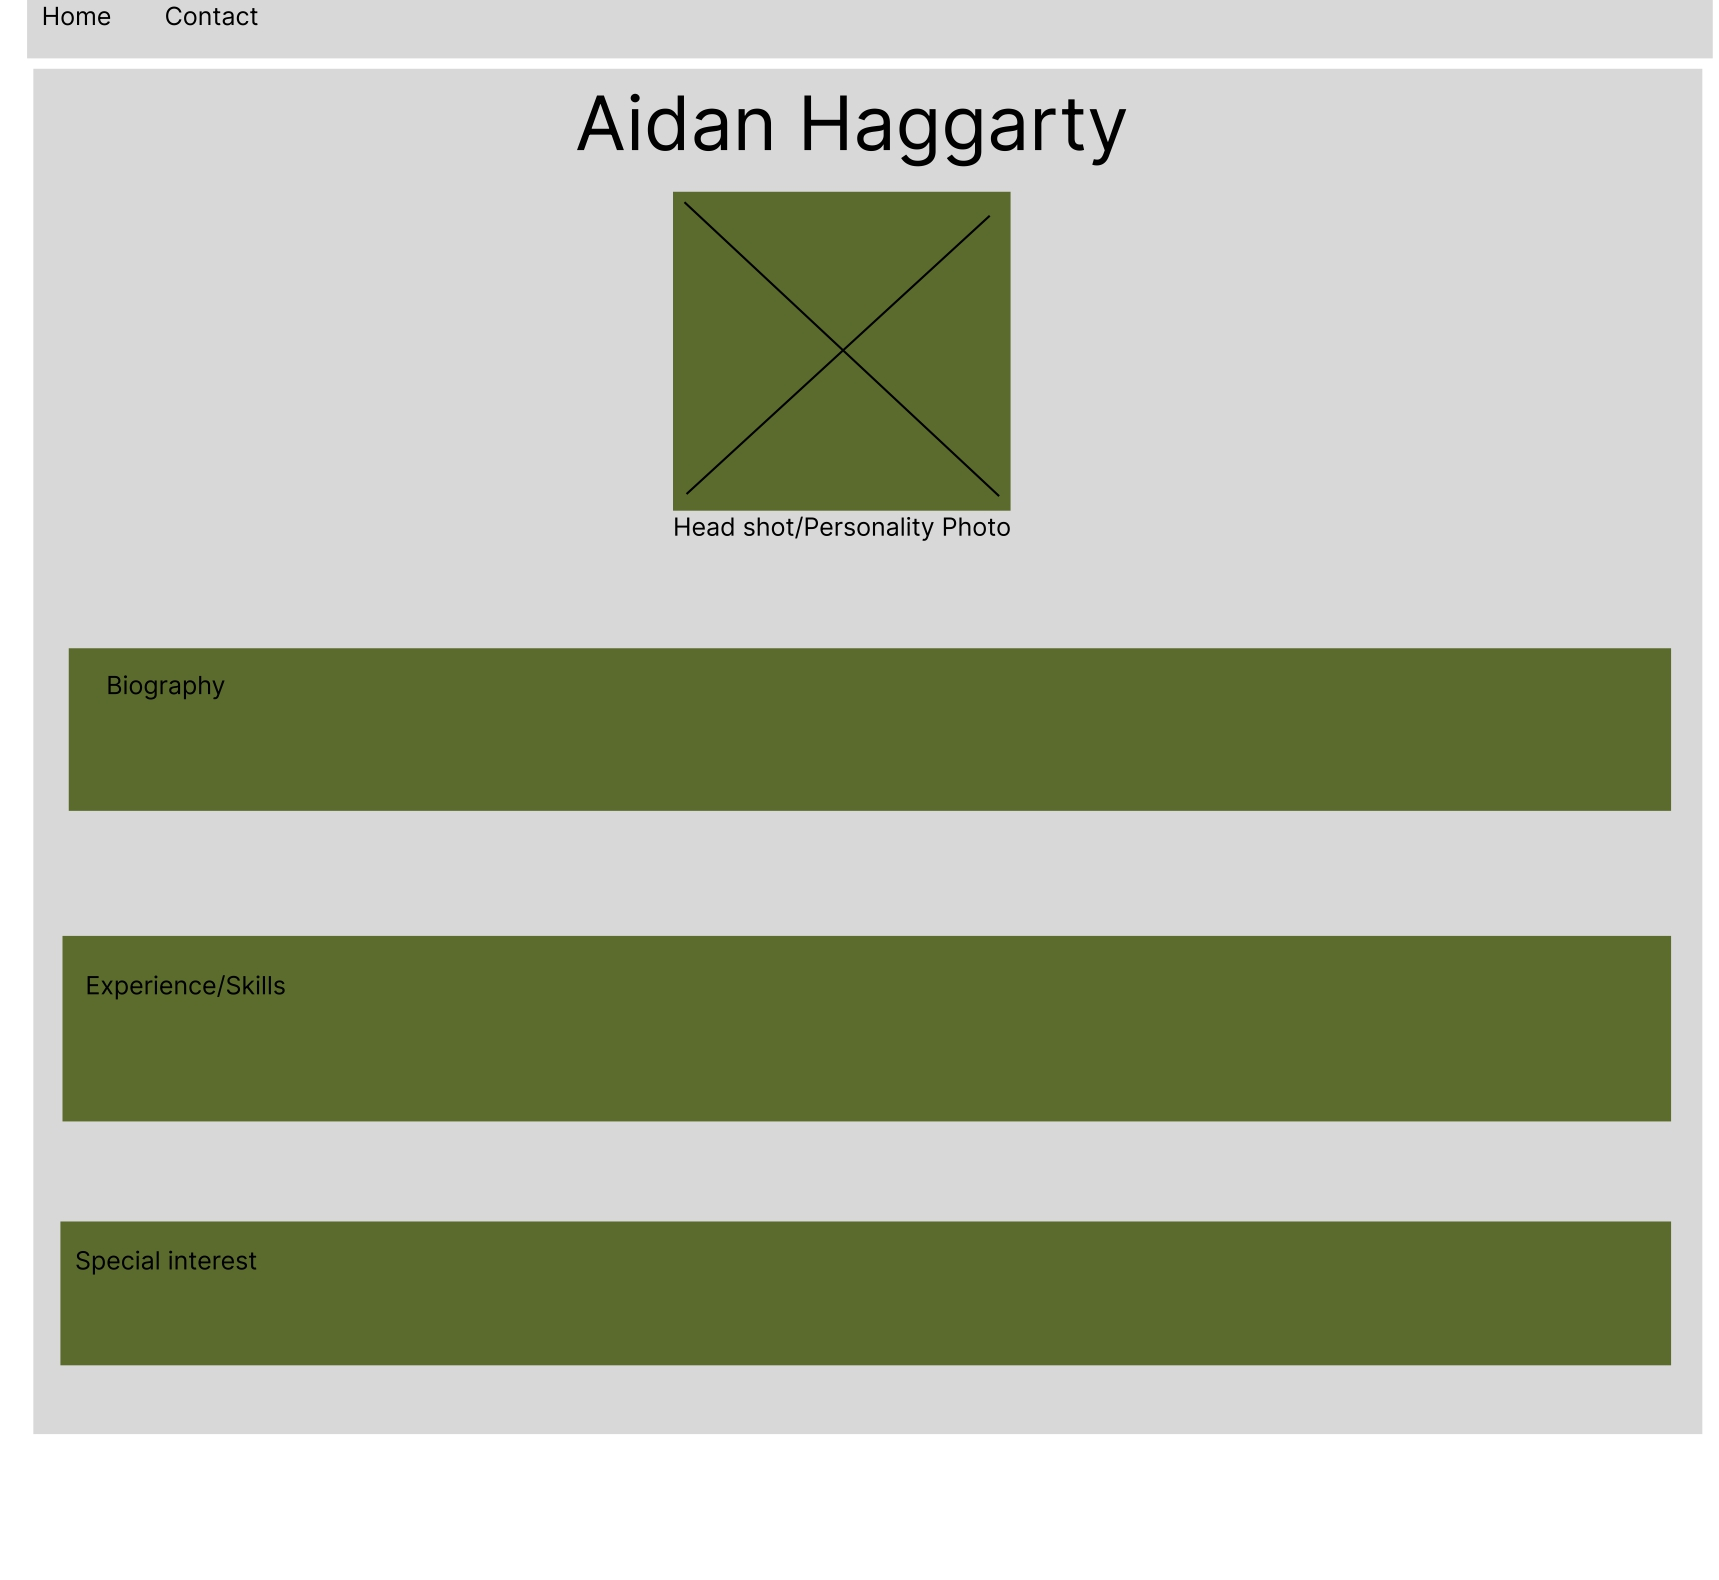 Home Contact
Aidan Haggarty
Head shot/Personality Photo
Biography
Experience/Skills
Special interest